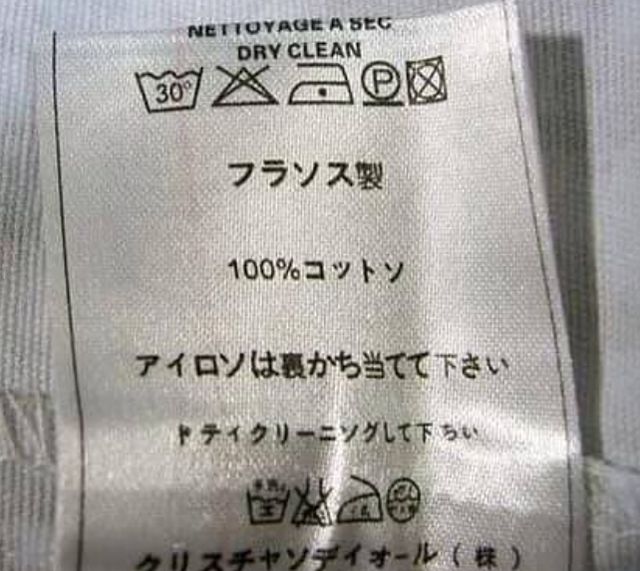 NETTOYAGE A SEC
DRY CLEAN
30°
P
フラソス製
100%コットソ
アイロソは裏かち当てて下さい
ドテイクリーニソグして下ちい
クリスチヤソデイオール(株)